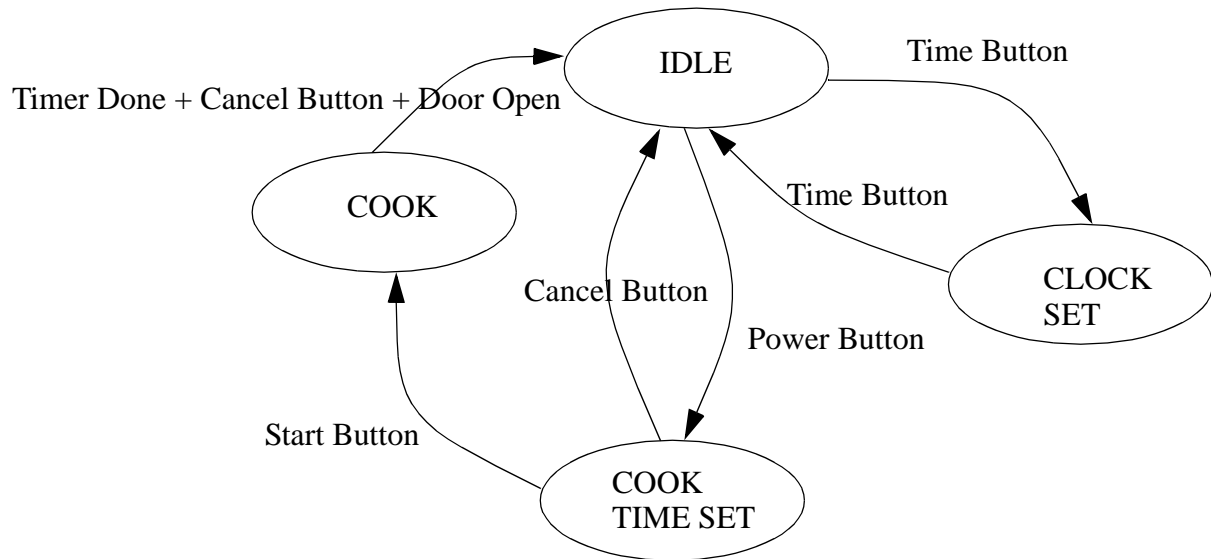 IDLE
Time Button
Timer Done + Cancel Button + Door Open
COOK
Time Button
CLOCK
SET
Cancel Button
Power Button
Start Button
COOK
TIME SET